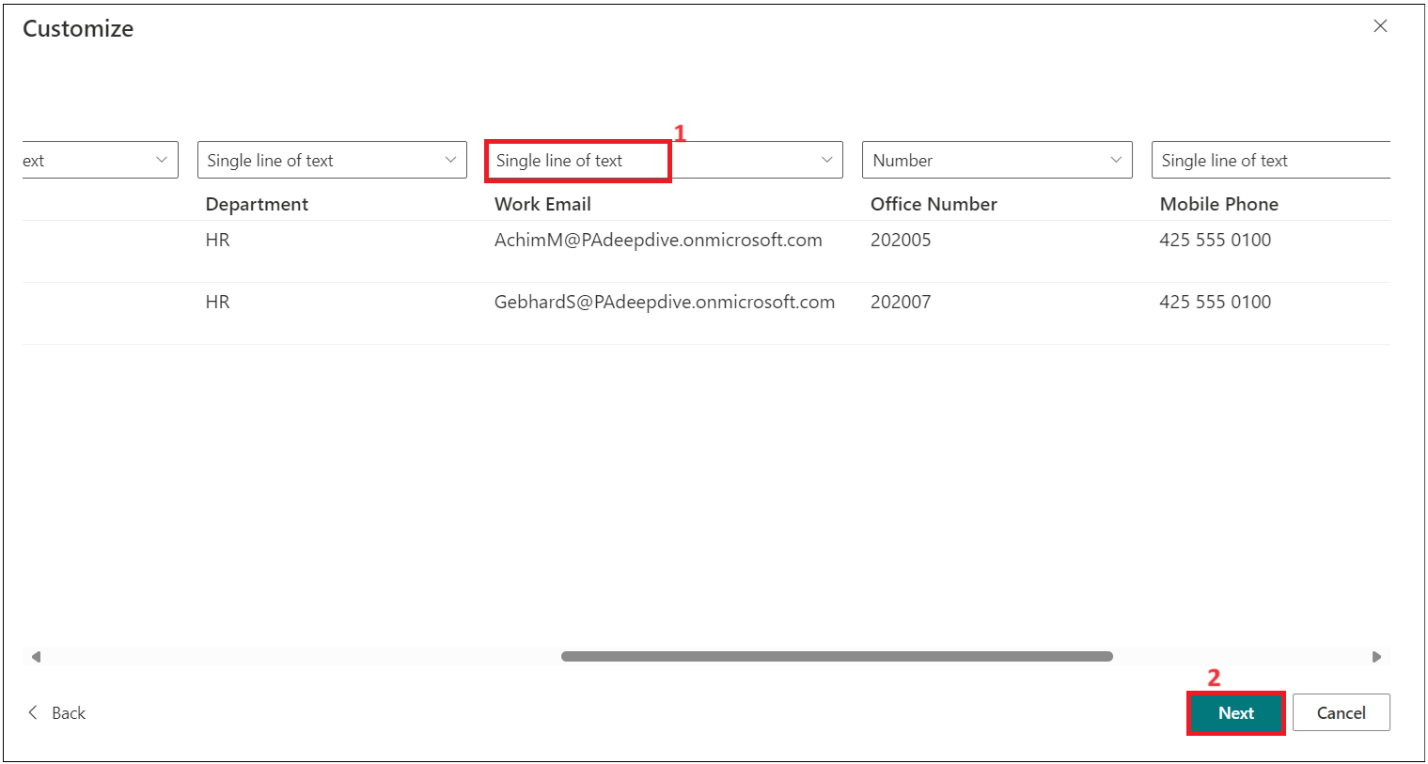 Customize
1
ext Single line of text Single line of text Number Single line of text
Department Work Email Office Number Mobile Phone
HR AchimM@PAdeepdive.onmicrosoft.com 202005 425 555 0100
HR GebhardS@PAdeepdive.onmicrosoft.com 202007 425 555 0100
2
Back Next Cancel